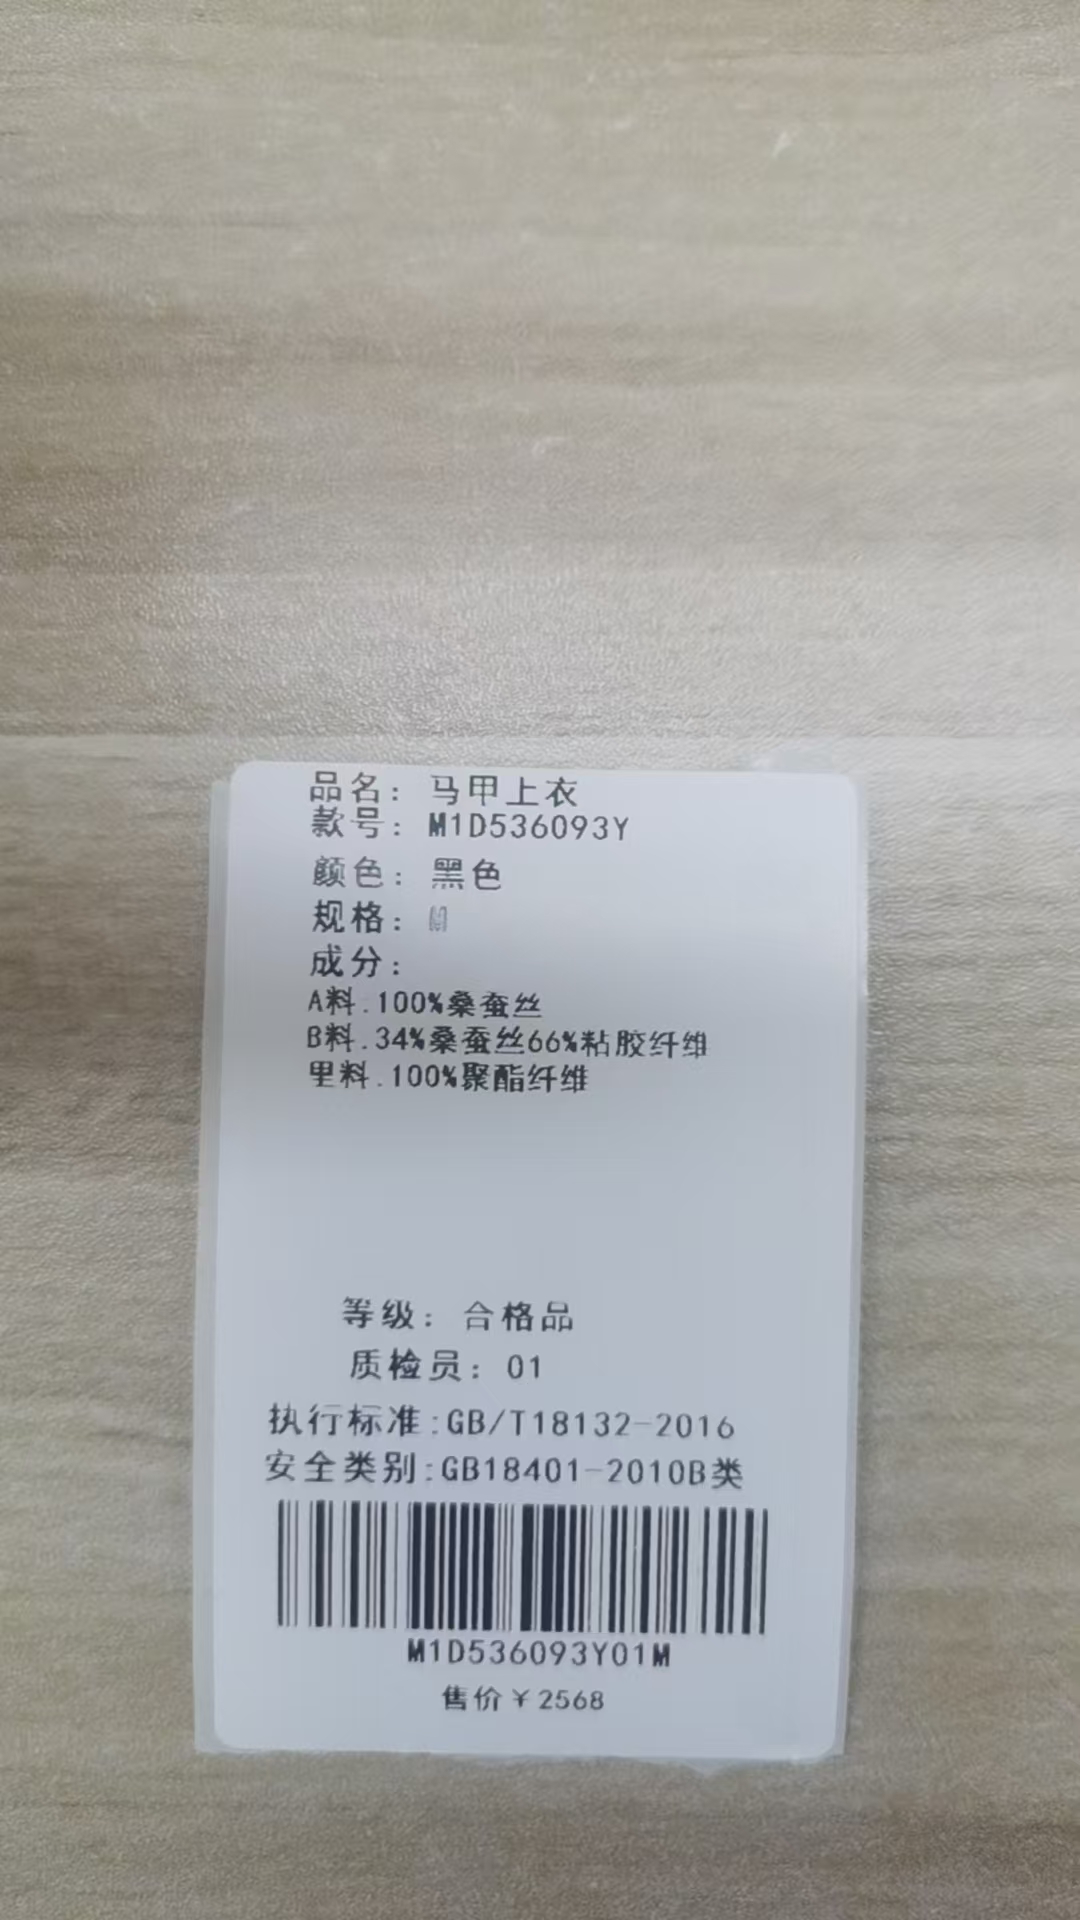 品名: 马甲上衣
款号: M1D536093Y
颜色: 黑色
规格: M
成分:
A料.100%桑蚕丝
B料.34%桑蚕丝66%粘胶纤维
里料.100%聚酯纤维
等级: 合格品
质检员: 01
执行标准:GB/T18132-2016
安全类别:GB18401-2010B类
M1D536093Y01M
售价¥2568